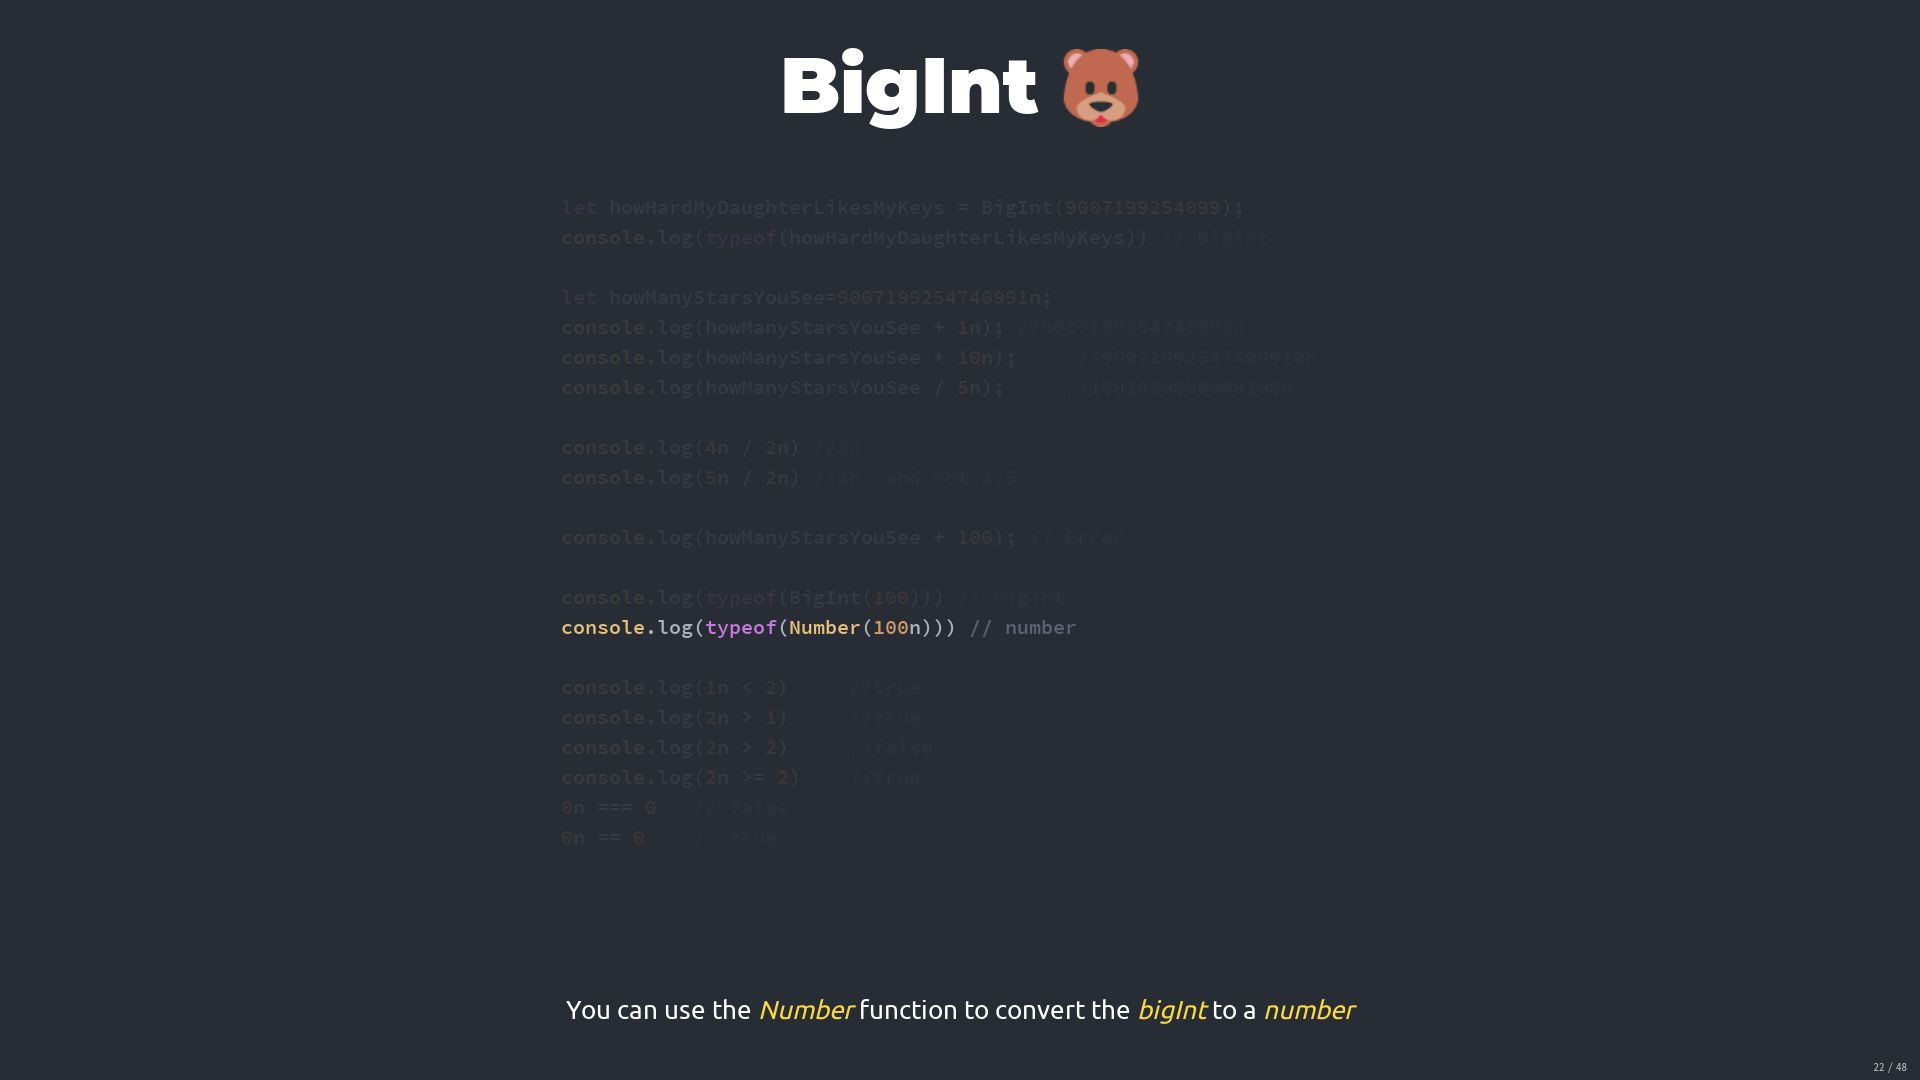 BigInt 🐻
let howHardMyDaughterLikesMyKeys = BigInt(9007199254099);
console.log(typeof(howHardMyDaughterLikesMyKeys)) // bigint
let howManyStarsYouSee=9007199254740991n;
console.log(howManyStarsYouSee + 1n); //9007199254740992n
console.log(howManyStarsYouSee * 10n);     //90071992547409910n
console.log(howManyStarsYouSee / 5n);     //1801439850948198n
console.log(4n / 2n) //2n
console.log(5n / 2n) //2n  and not 2.5
console.log(howManyStarsYouSee + 100); // Error
console.log(typeof(BigInt(100))) // bigint
console.log(typeof(Number(100n))) // number
console.log(1n < 2)     //true
console.log(2n > 1)     //true
console.log(2n > 2)     //false
console.log(2n >= 2)    //true
0n === 0   // false
0n == 0    // true
You can use the Number function to convert the bigInt to a number
22 / 48